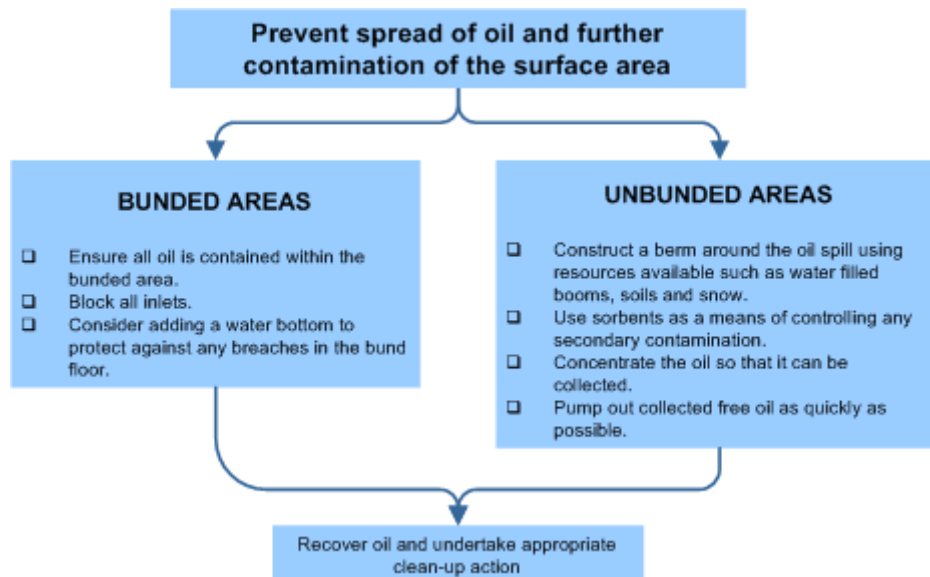 Prevent spread of oil and further
contamination of the surface area
BUNDED AREAS
❑ Ensure all oil is contained within the
bunded area.
❑ Block all inlets.
❑ Consider adding a water bottom to
protect against any breaches in the bund
floor.
UNBUNDED AREAS
❑ Construct a berm around the oil spill using
resources available such as water filled
booms, soils and snow.
❑ Use sorbents as a means of controlling any
secondary contamination.
❑ Concentrate the oil so that it can be
collected.
❑ Pump out collected free oil as quickly as
possible.
Recover oil and undertake appropriate
clean-up action